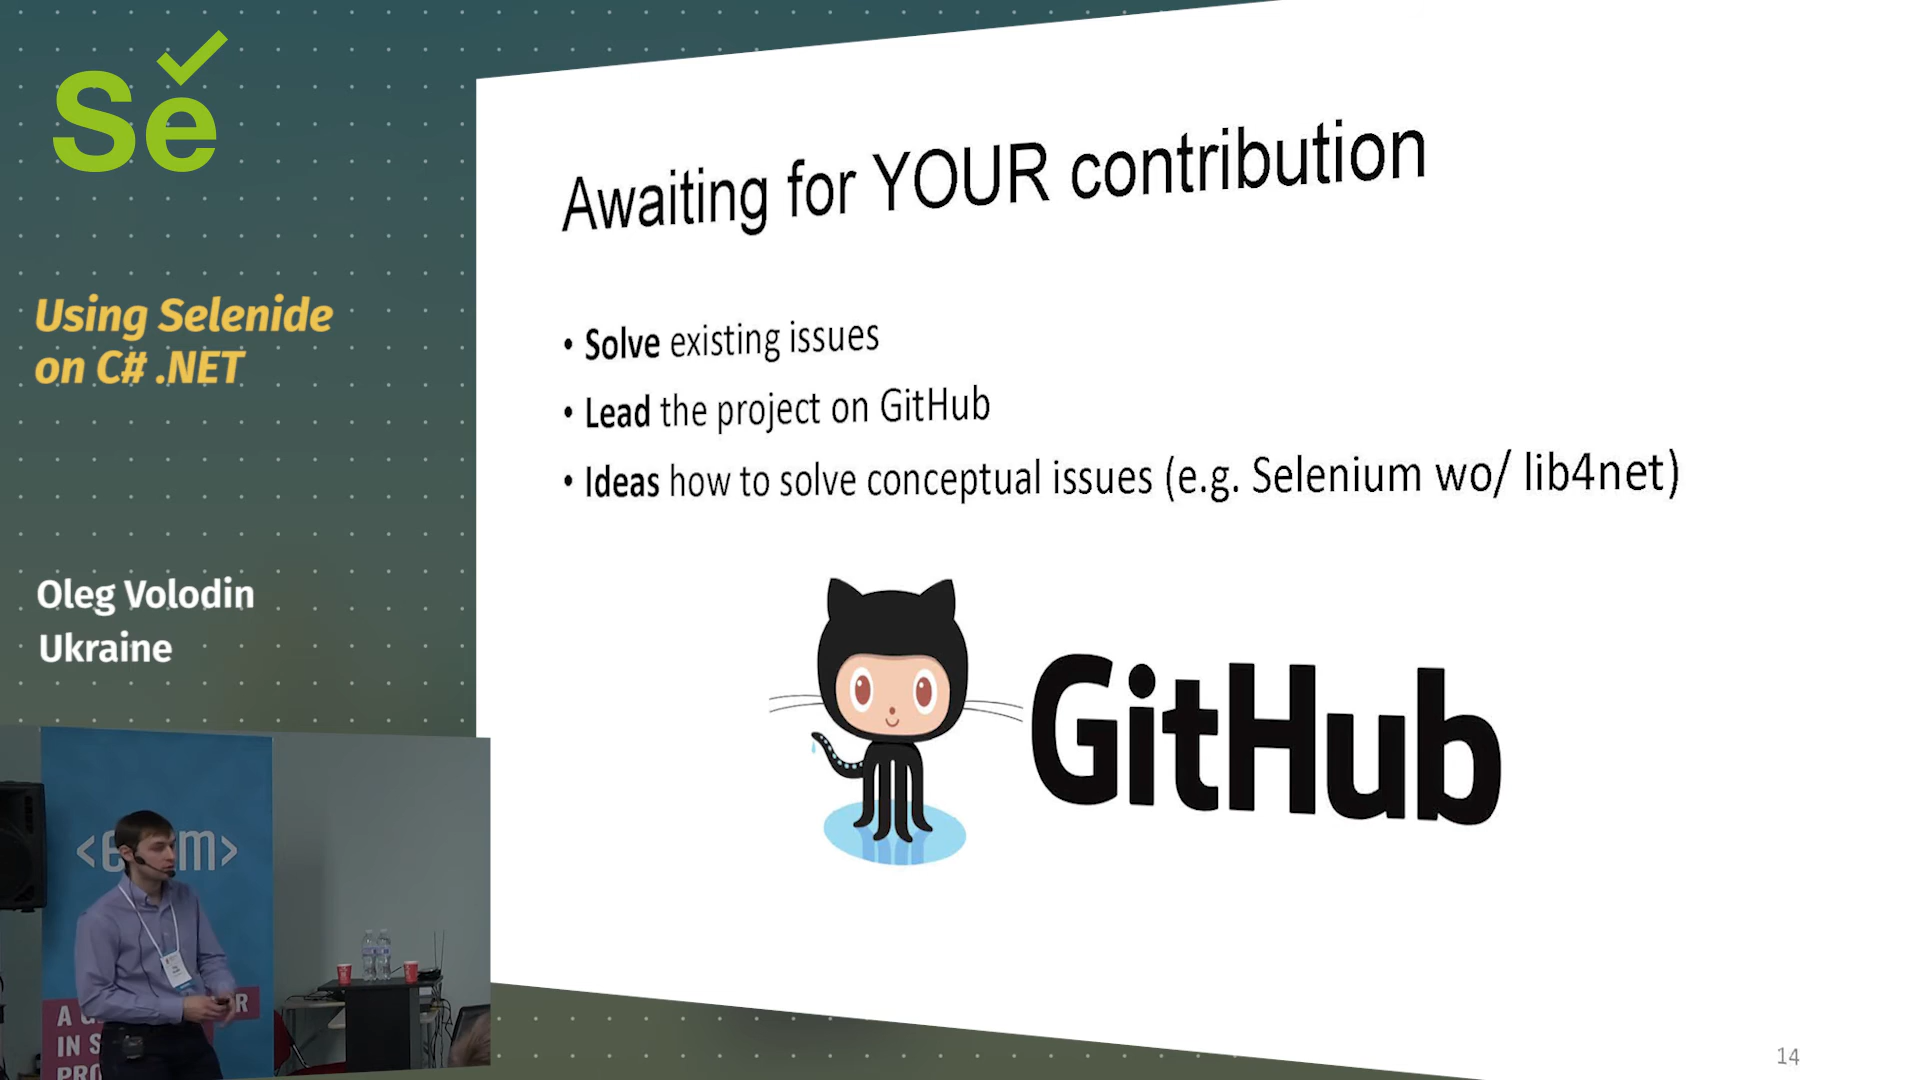 Se
Using Selenide
on C# .NET
Oleg Volodin
Ukraine
Awaiting for YOUR contribution
• Solve existing issues
• Lead the project on GitHub
• Ideas how to solve conceptual issues (e.g. Selenium wo/ lib4net)
GitHub
14
A
IN